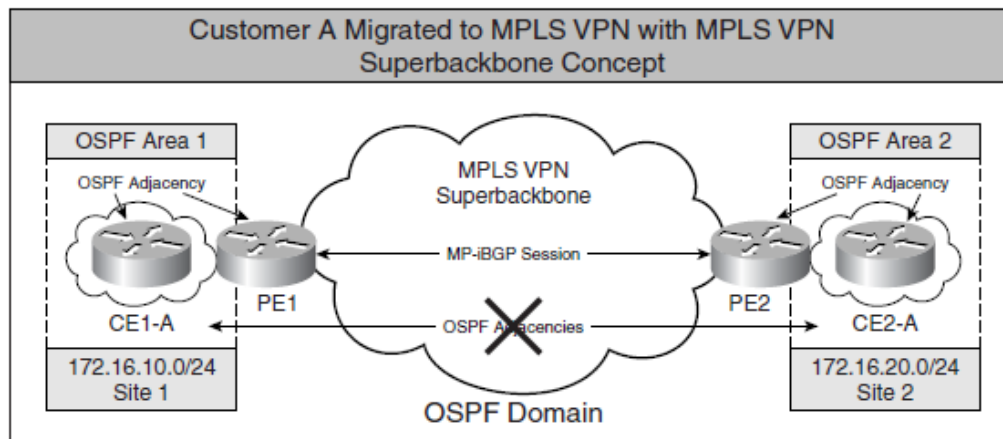 Customer A Migrated to MPLS VPN with MPLS VPN
Superbackbone Concept
OSPF Area 1
OSPF Adjacency
CE1-A
PE1
172.16.10.0/24
Site 1
MPLS VPN
Superbackbone
MP-iBGP Session
OSPF Adjacencies
OSPF Domain
OSPF Area 2
OSPF Adjacency
PE2
CE2-A
172.16.20.0/24
Site 2